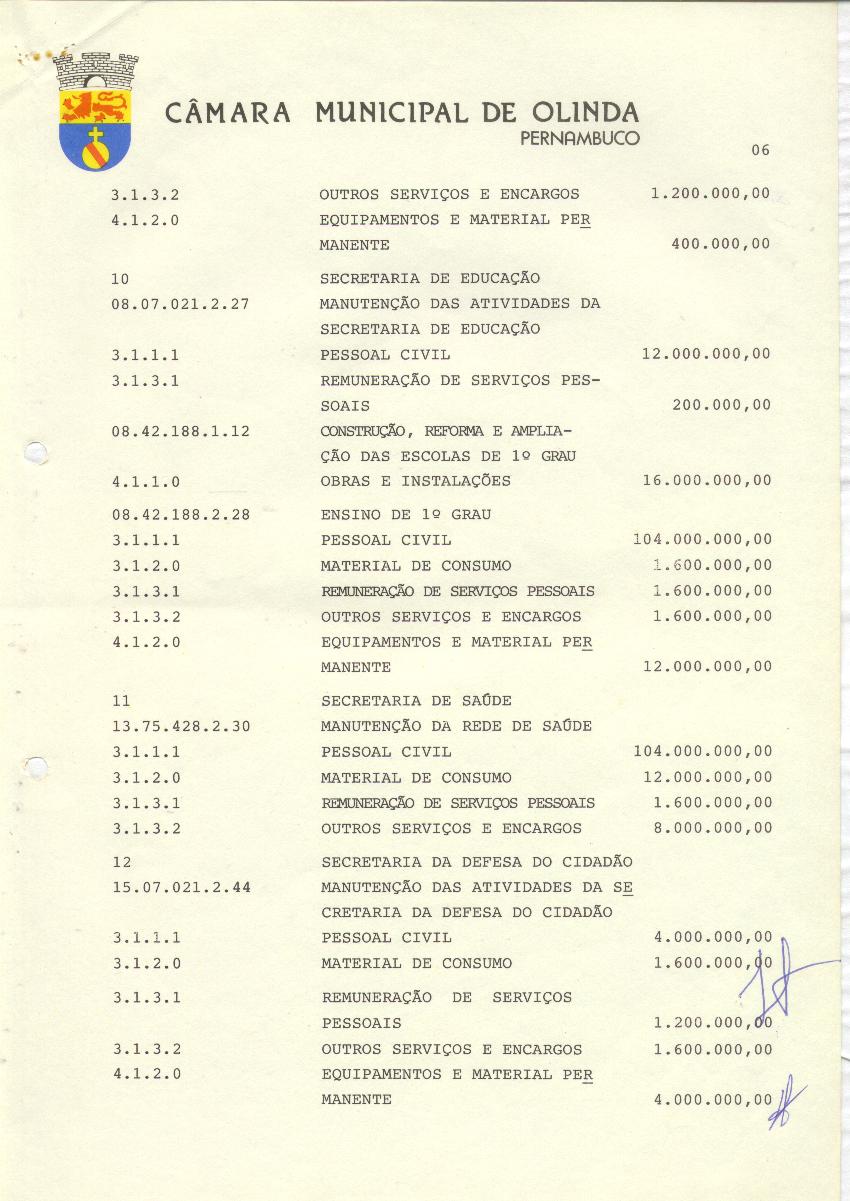 CÂMARA MUNICIPAL DE OLINDA
PERNAMBUCO
06
3.1.3.2 OUTROS SERVIÇOS E ENCARGOS 1.200.000,00
4.1.2.0 EQUIPAMENTOS E MATERIAL PER
MANENTE 400.000,00
10 SECRETARIA DE EDUCAÇÃO
08.07.021.2.27 MANUTENÇÃO DAS ATIVIDADES DA
SECRETARIA DE EDUCAÇÃO
3.1.1.1 PESSOAL CIVIL 12.000.000,00
3.1.3.1 REMUNERAÇÃO DE SERVIÇOS PES-
SOAIS 200.000,00
08.42.188.1.12 CONSTRUÇÃO, REFORMA E AMPLIA-
ÇÃO DAS ESCOLAS DE 1º GRAU
4.1.1.0 OBRAS E INSTALAÇÕES 16.000.000,00
08.42.188.2.28 ENSINO DE 1º GRAU
3.1.1.1 PESSOAL CIVIL 104.000.000,00
3.1.2.0 MATERIAL DE CONSUMO 1.600.000,00
3.1.3.1 REMUNERAÇÃO DE SERVIÇOS PESSOAIS 1.600.000,00
3.1.3.2 OUTROS SERVIÇOS E ENCARGOS 1.600.000,00
4.1.2.0 EQUIPAMENTOS E MATERIAL PER
MANENTE 12.000.000,00
11 SECRETARIA DE SAÚDE
13.75.428.2.30 MANUTENÇÃO DA REDE DE SAÚDE
3.1.1.1 PESSOAL CIVIL 104.000.000,00
3.1.2.0 MATERIAL DE CONSUMO 12.000.000,00
3.1.3.1 REMUNERAÇÃO DE SERVIÇOS PESSOAIS 1.600.000,00
3.1.3.2 OUTROS SERVIÇOS E ENCARGOS 8.000.000,00
12 SECRETARIA DA DEFESA DO CIDADÃO
15.07.021.2.44 MANUTENÇÃO DAS ATIVIDADES DA SE
CRETARIA DA DEFESA DO CIDADÃO
3.1.1.1 PESSOAL CIVIL 4.000.000,00
3.1.2.0 MATERIAL DE CONSUMO 1.600.000,00
3.1.3.1 REMUNERAÇÃO DE SERVIÇOS
PESSOAIS 1.200.000,00
3.1.3.2 OUTROS SERVIÇOS E ENCARGOS 1.600.000,00
4.1.2.0 EQUIPAMENTOS E MATERIAL PER
MANENTE 4.000.000,00